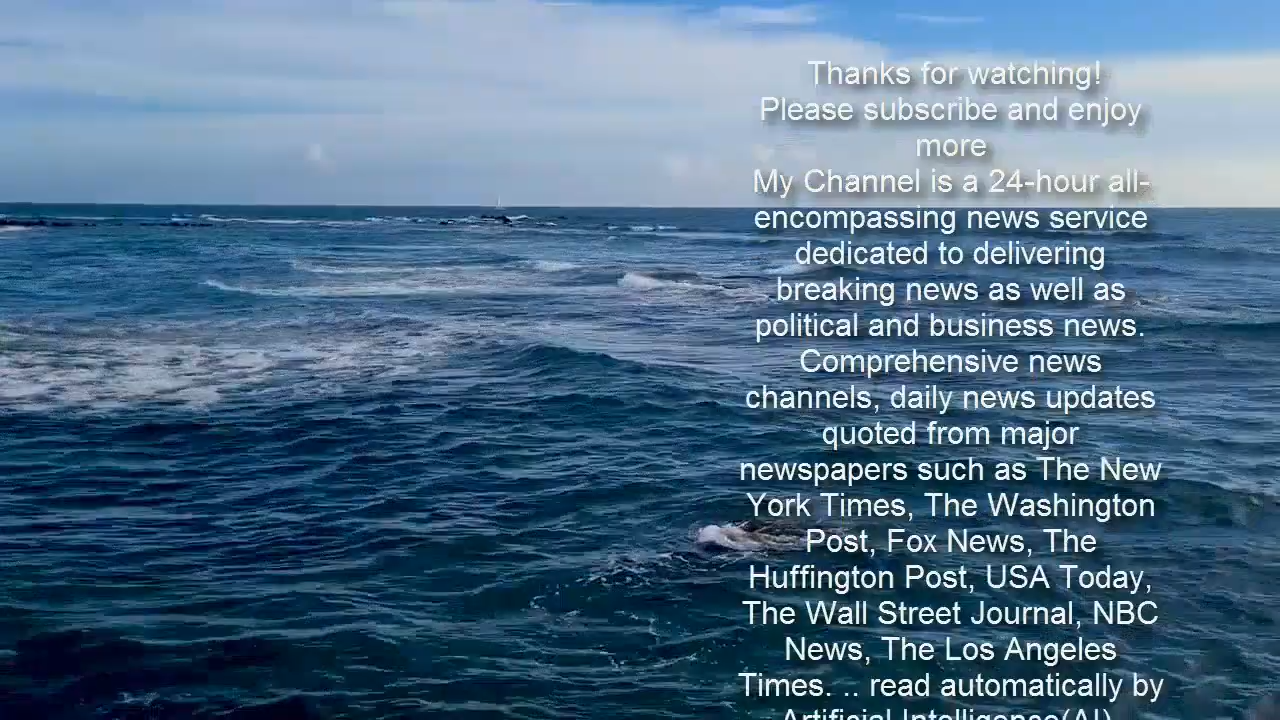 Thanks for watching!
Please subscribe and enjoy
more
My Channel is a 24-hour all-
encompassing news service
dedicated to delivering
breaking news as well as
political and business news.
Comprehensive news
channels, daily news updates
quoted from major
newspapers such as The New
York Times, The Washington
Post, Fox News, The
Huffington Post, USA Today,
The Wall Street Journal, NBC
News, The Los Angeles
Times. .. read automatically by
Artificial Intelligence(AI)